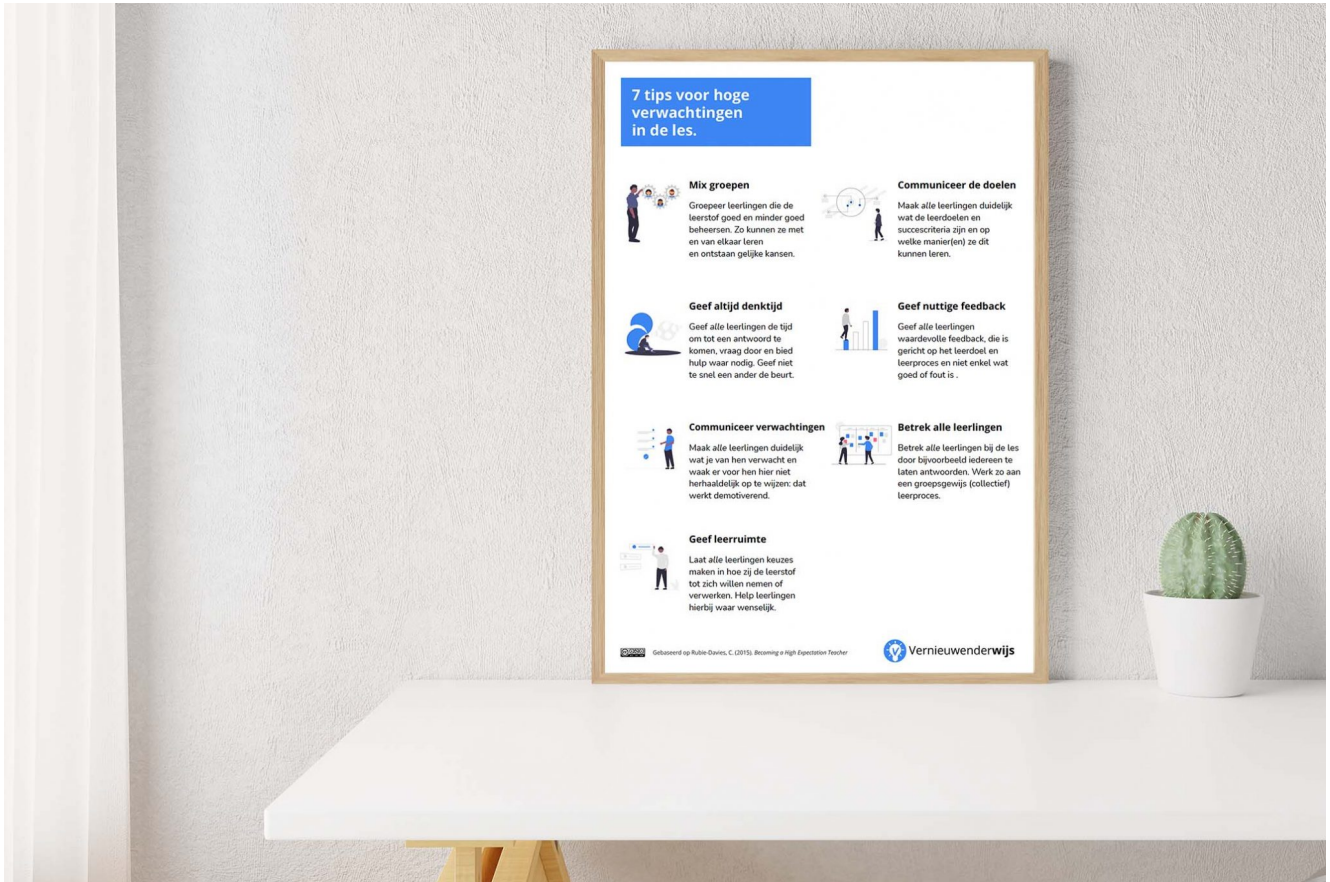 7 tips voor hoge
verwachtingen
in de les.
Mix groepen
Groepeer leerlingen die de
leerstof goed en minder goed
beheersen. Zo kunnen ze met
en van elkaar leren
en ontstaan gelijke kansen.
Communiceer de doelen
Maak alle leerlingen duidelijk
wat de leerdoelen en
succescriteria zijn en op
welke manier(en) ze dit
kunnen leren.
Geef altijd denktijd
Geef alle leerlingen de tijd
om tot een antwoord te
komen, vraag door en bied
hulp waar nodig. Geef niet
te snel een ander de beurt.
Geef nuttige feedback
Geef alle leerlingen
waardevolle feedback, die is
gericht op het leerdoel en
leerproces en niet enkel wat
goed of fout is .
Communiceer verwachtingen
Maak alle leerlingen duidelijk
wat je van hen verwacht en
waak er voor hen hier niet
herhaaldelijk op te wijzen: dat
werkt demotiverend.
Betrek alle leerlingen
Betrek alle leerlingen bij de les
door bijvoorbeeld iedereen te
laten antwoorden. Werk zo aan
een groepsgewijs (collectief)
leerproces.
Geef leerruimte
Laat alle leerlingen keuzes
maken in hoe zij de leerstof
tot zich willen nemen of
verwerken. Help leerlingen
hierbij waar wenselijk.
Gebaseerd op Rubie-Davies, C. (2015). Becoming a High Expectation Teacher
Vernieuwenderwijs